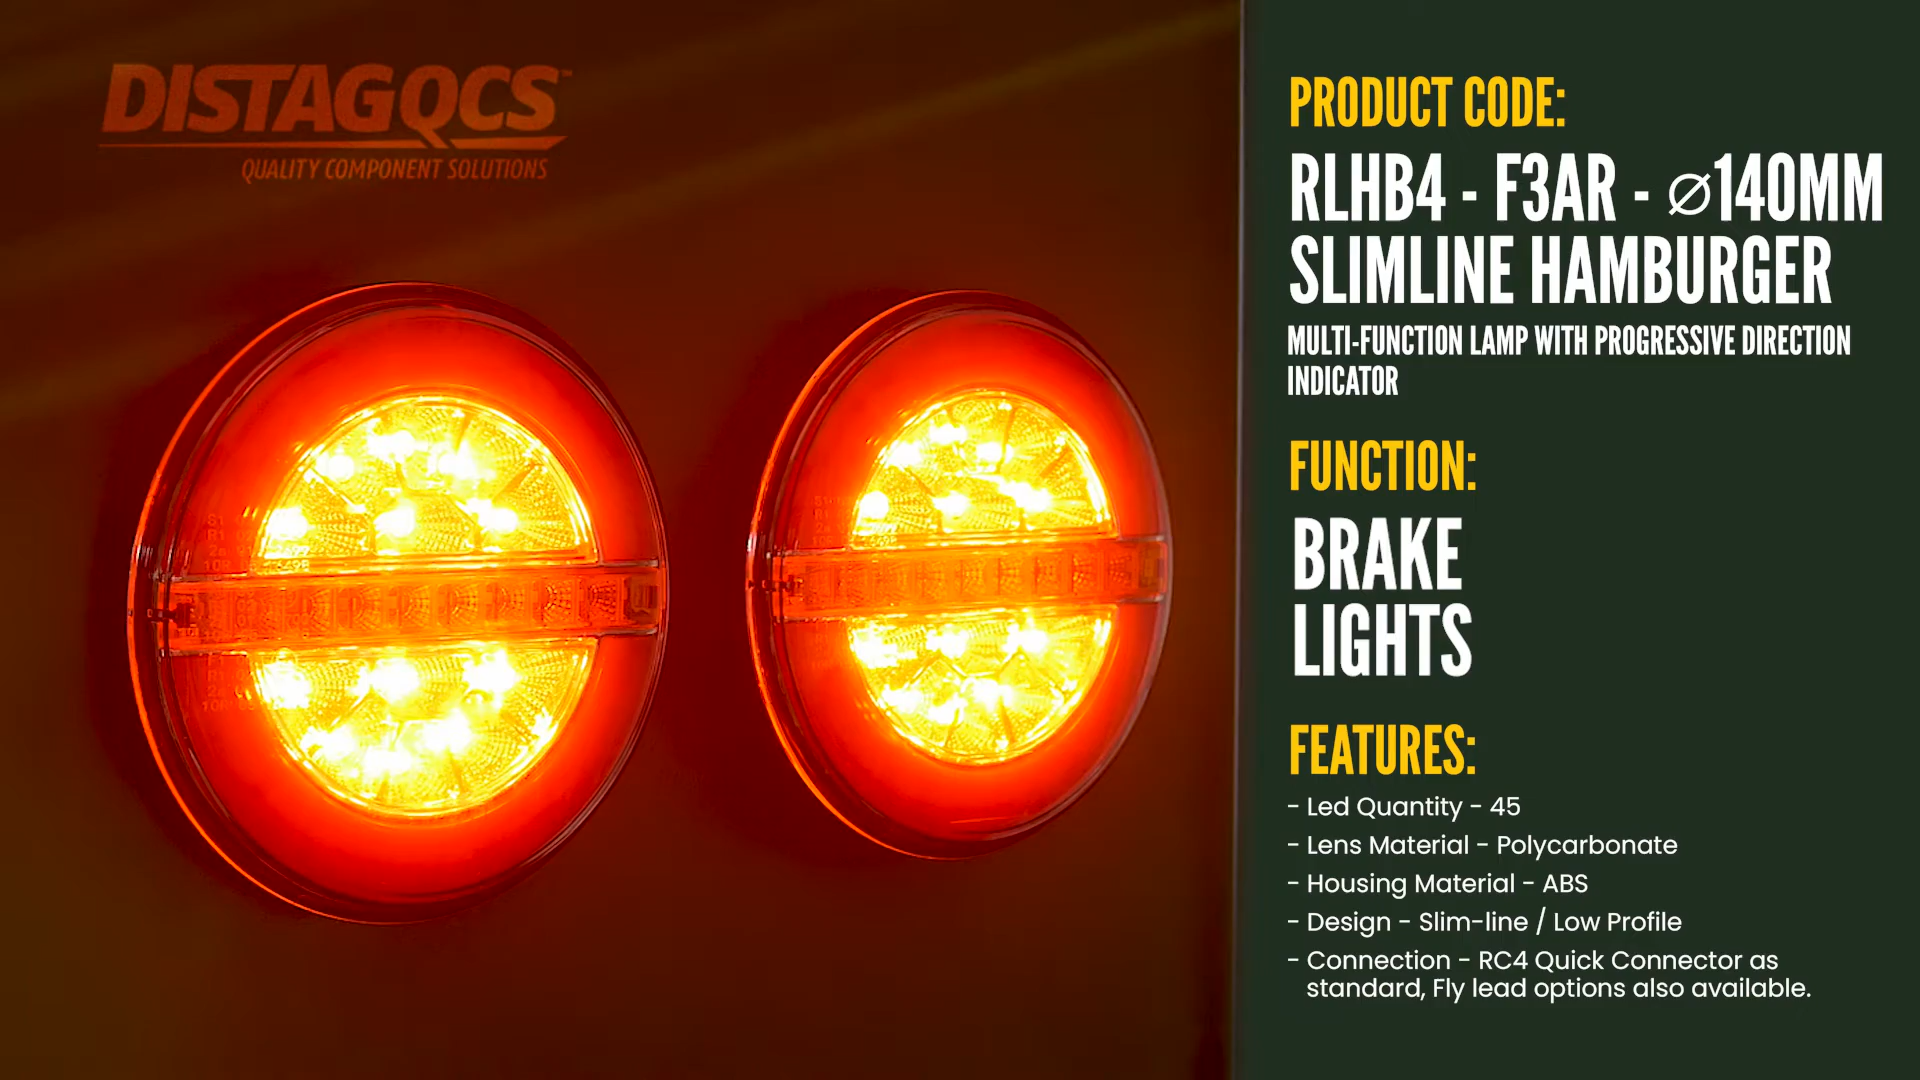 DISTAGQCS™
QUALITY COMPONENT SOLUTIONS
PRODUCT CODE:
RLHB4 - F3AR - ⌀140MM
SLIMLINE HAMBURGER
MULTI-FUNCTION LAMP WITH PROGRESSIVE DIRECTION
INDICATOR
FUNCTION:
BRAKE
LIGHTS
FEATURES:
- Led Quantity - 45
- Lens Material - Polycarbonate
- Housing Material - ABS
- Design - Slim-line / Low Profile
- Connection - RC4 Quick Connector as
standard, Fly lead options also available.